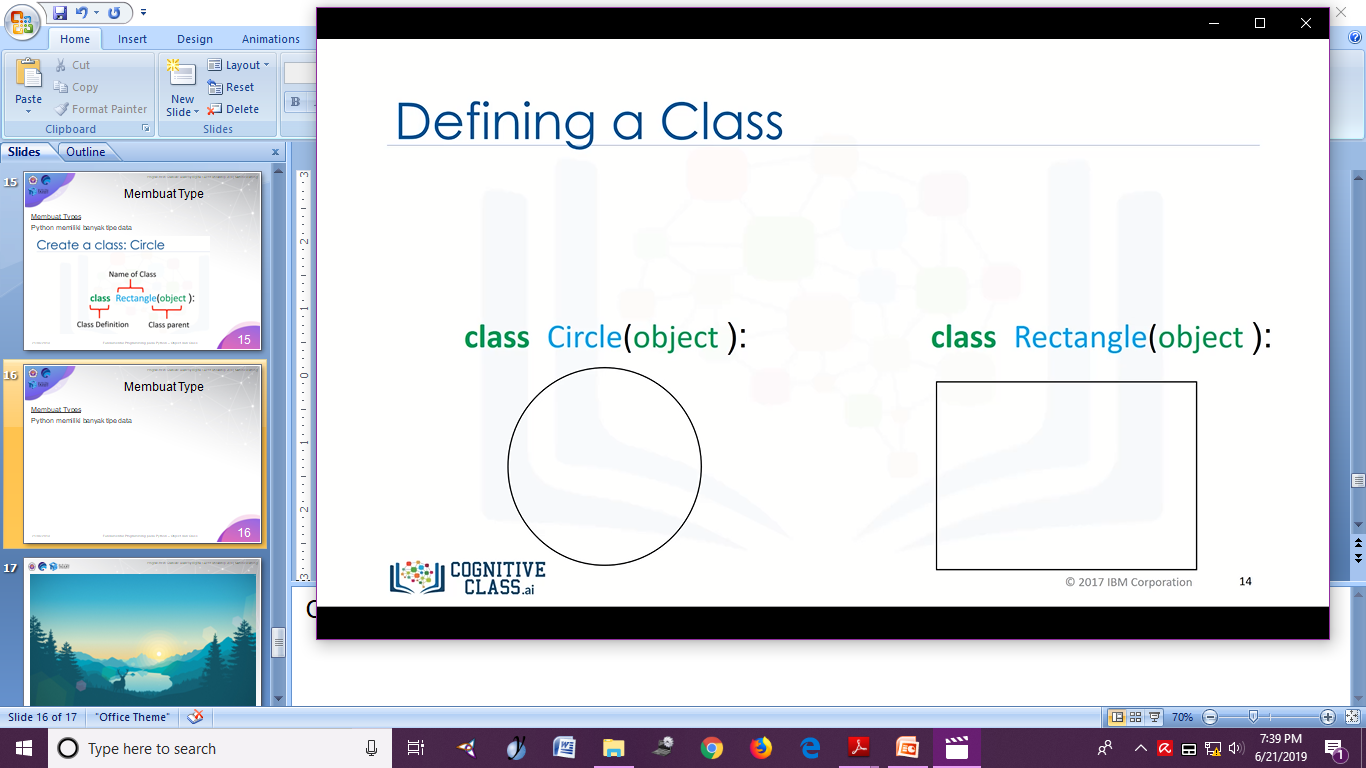 Home
Insert
Design
Animations
Paste
Cut
Copy
Format Painter
Clipboard
New
Slide
Layout
Reset
Delete
Slides
B
Slides
Outline
15
Membuat Type
Membuat Types
Python memiliki banyak tipe data
Create a class: Circle
Name of Class
class Rectangle(object ):
Class Definition
Class parent
15
16
Membuat Type
Membuat Types
Python memiliki banyak tipe data
16
17
Defining a Class
class Circle(object ):
class Rectangle(object ):
COGNITIVE
CLASS.ai
© 2017 IBM Corporation
14
Slide 16 of 17
"Office Theme"
70%
Type here to search
7:39 PM
6/21/2019
1